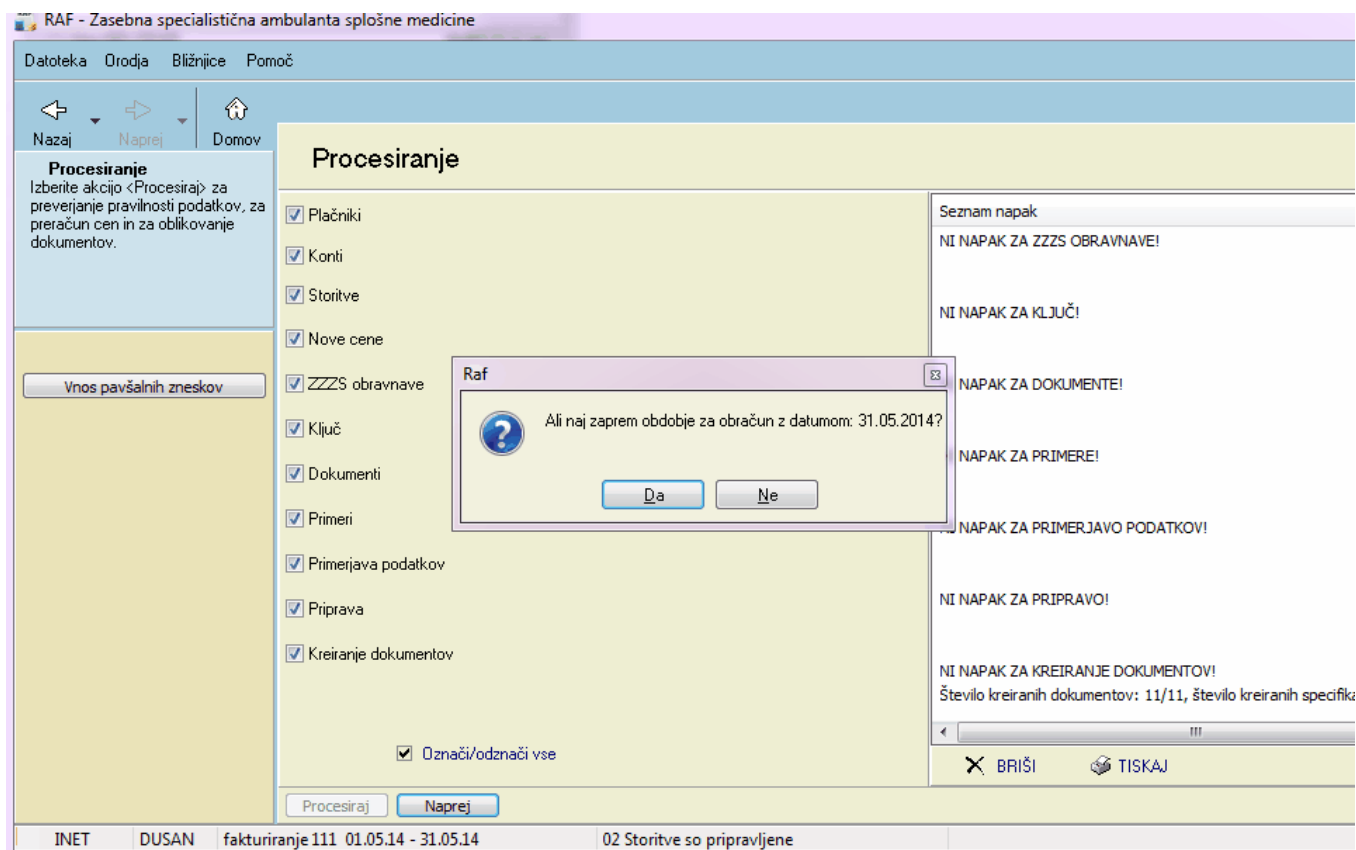 RAF - Zasebna specialistična ambulanta splošne medicine
Datoteka Orodja Bližnjice Pomoč
Nazaj Naprej Domov
Procesiranje
Izberite akcijo <Procesiraj> za
preverjanje pravilnosti podatkov, za
preračun cen in za oblikovanje
dokumentov.
Vnos pavšalnih zneskov
Procesiranje
Plačniki
Konti
Storitve
Nove cene
ZZZS obravnave
Ključ
Dokumenti
Primeri
Primerjava podatkov
Priprava
Kreiranje dokumentov
Označi/odznači vse
Procesiraj Naprej
Raf
Ali naj zaprem obdobje za obračun z datumom: 31.05.2014?
Da Ne
Seznam napak
NI NAPAK ZA ZZZS OBRAVNAVE!
NI NAPAK ZA KLJUČ!
NAPAK ZA DOKUMENTE!
NAPAK ZA PRIMERE!
NI NAPAK ZA PRIMERJAVO PODATKOV!
NI NAPAK ZA PRIPRAVO!
NI NAPAK ZA KREIRANJE DOKUMENTOV!
Število kreiranih dokumentov: 11/11, število kreiranih specifika
BRIŠI TISKAJ
INET DUSAN fakturiranje 111 01.05.14 - 31.05.14 02 Storitve so pripravljene